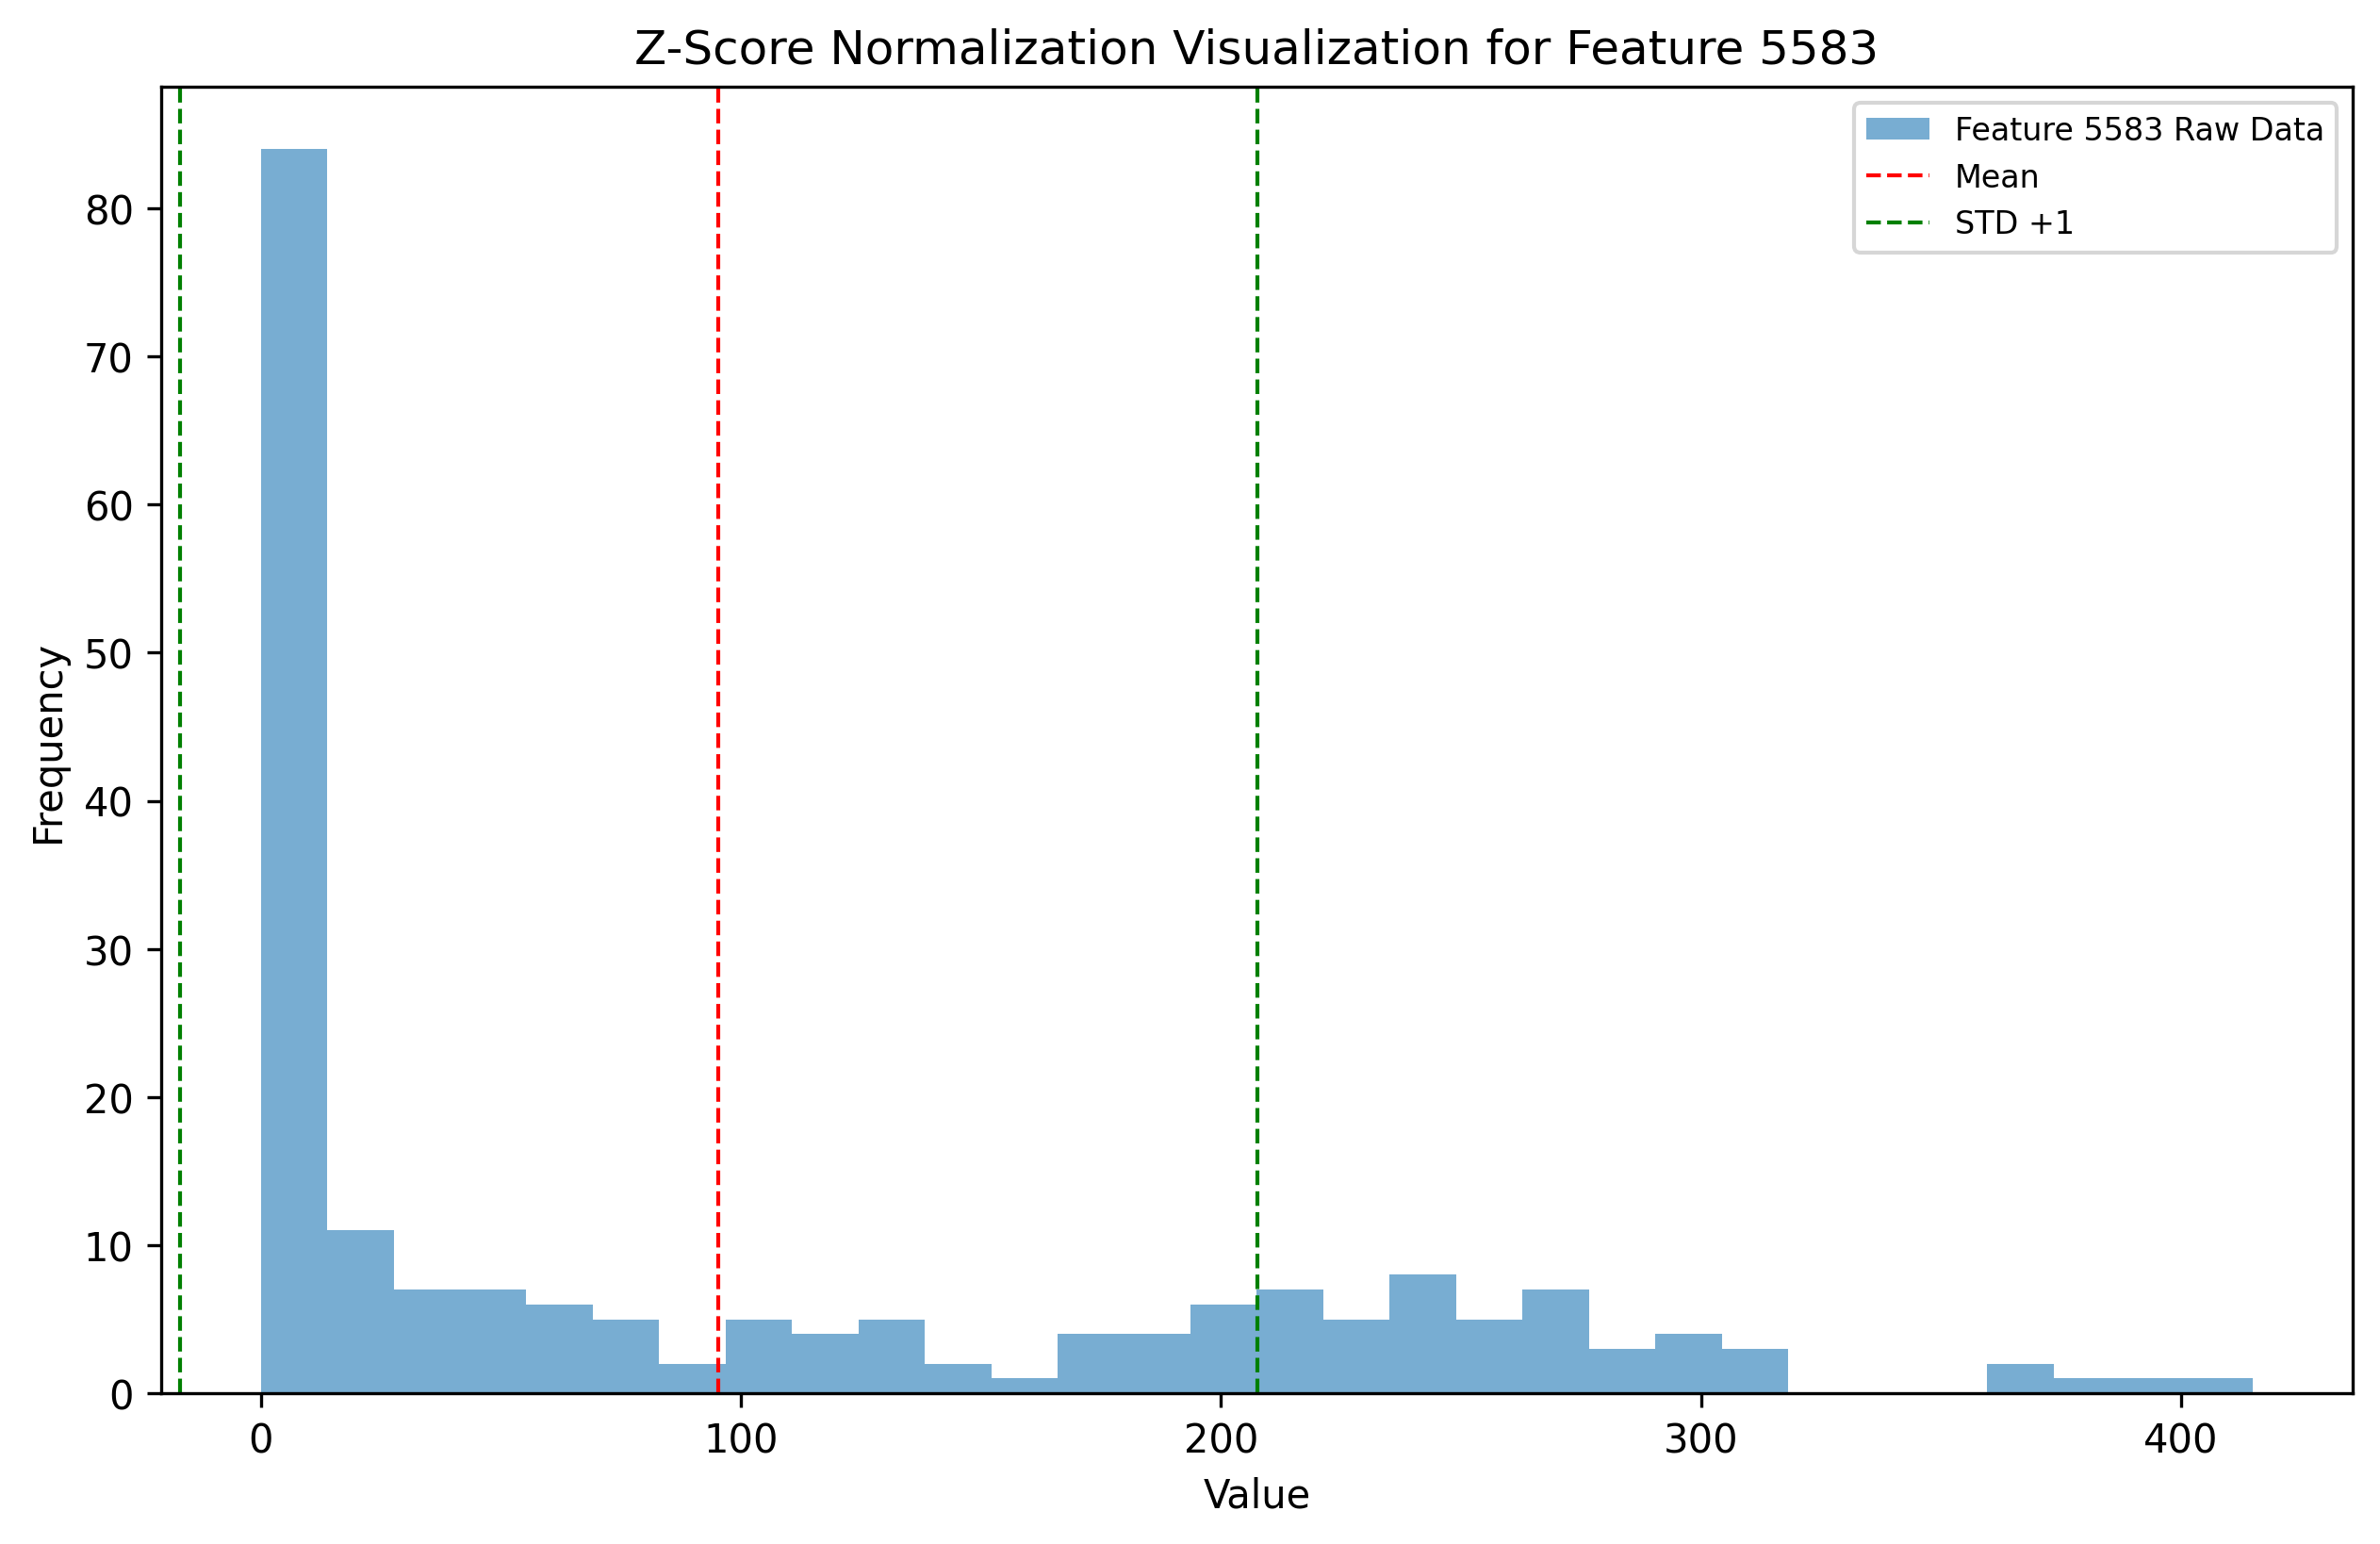 Z-Score Normalization Visualization for Feature 5583
Feature 5583 Raw Data
Mean
STD +1
80
70
60
50
40
30
20
10
0
Frequency
0 100 200 300 400
Value